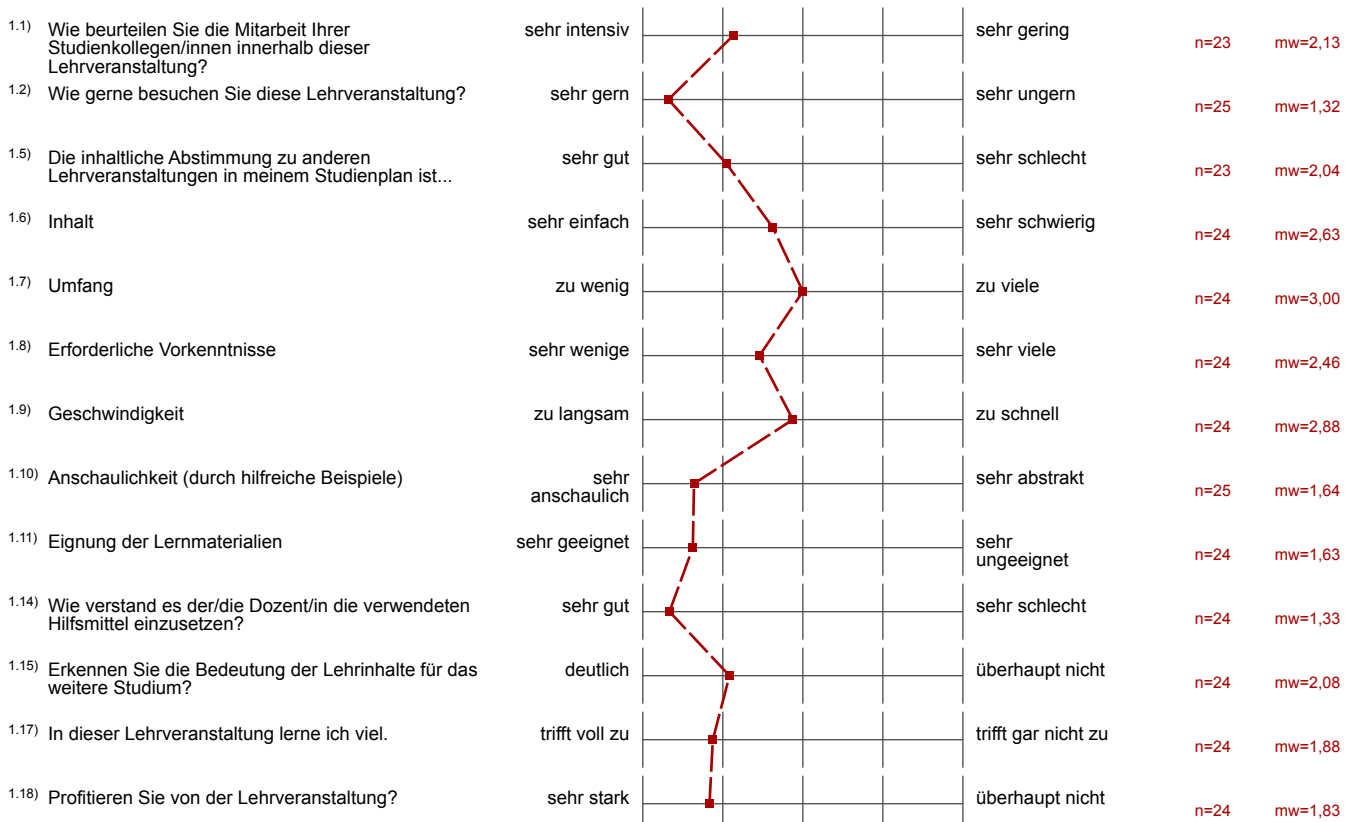 1.1) Wie beurteilen Sie die Mitarbeit Ihrer sehr intensiv sehr gering n=23 mw=2,13
Studienkollegen/innen innerhalb dieser
Lehrveranstaltung?
1.2) Wie gerne besuchen Sie diese Lehrveranstaltung? sehr gern sehr ungern n=25 mw=1,32
1.5) Die inhaltliche Abstimmung zu anderen sehr gut sehr schlecht n=23 mw=2,04
Lehrveranstaltungen in meinem Studienplan ist...
1.6) Inhalt sehr einfach sehr schwierig n=24 mw=2,63
1.7) Umfang zu wenig zu viele n=24 mw=3,00
1.8) Erforderliche Vorkenntnisse sehr wenige sehr viele n=24 mw=2,46
1.9) Geschwindigkeit zu langsam zu schnell n=24 mw=2,88
1.10) Anschaulichkeit (durch hilfreiche Beispiele) sehr sehr abstrakt n=25 mw=1,64
anschaulich
1.11) Eignung der Lernmaterialien sehr geeignet sehr n=24 mw=1,63
ungeeignet
1.14) Wie verstand es der/die Dozent/in die verwendeten sehr gut sehr schlecht n=24 mw=1,33
Hilfsmittel einzusetzen?
1.15) Erkennen Sie die Bedeutung der Lehrinhalte für das deutlich überhaupt nicht n=24 mw=2,08
weitere Studium?
1.17) In dieser Lehrveranstaltung lerne ich viel. trifft voll zu trifft gar nicht zu n=24 mw=1,88
1.18) Profitieren Sie von der Lehrveranstaltung? sehr stark überhaupt nicht n=24 mw=1,83